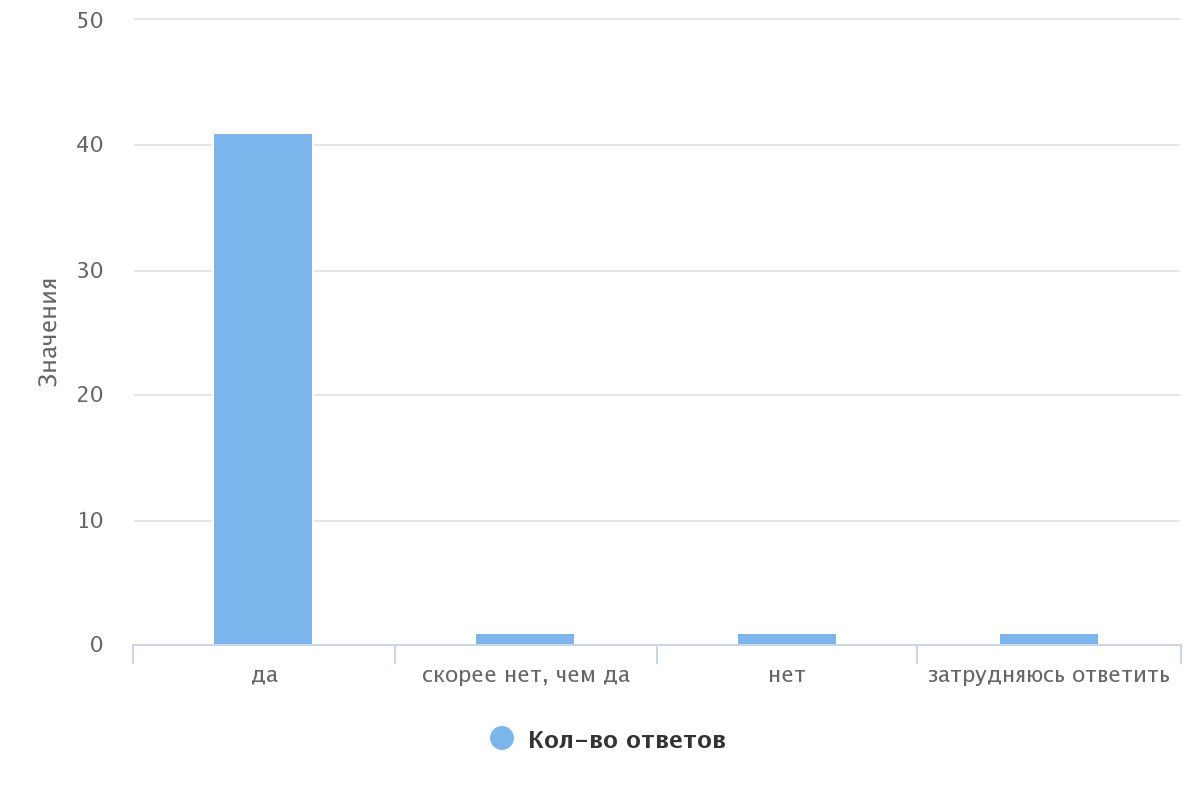 50
40
30
20
10
0
Значения
да
скорее нет, чем да
нет
затрудняюсь ответить
Кол-во ответов